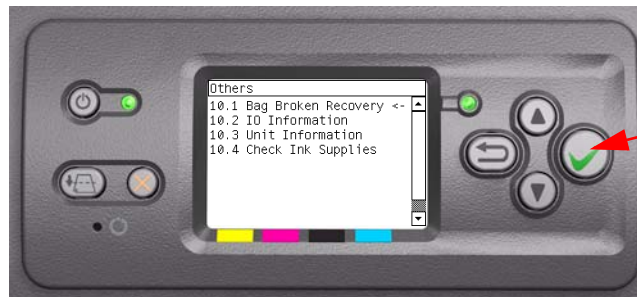 Others
10.1 Bag Broken Recovery <-
10.2 IO Information
10.3 Unit Information
10.4 Check Ink Supplies